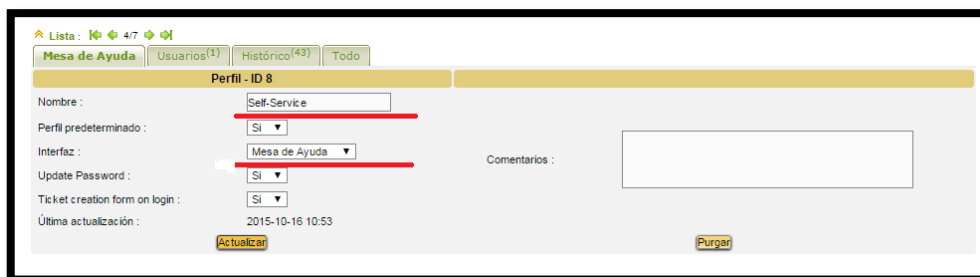 Lista : 4/7
Mesa de Ayuda Usuarios(1) Histórico(43) Todo
Perfil - ID 8
Nombre : Self-Service
Perfil predeterminado : Si
Interfaz : Mesa de Ayuda
Comentarios :
Update Password : Si
Ticket creation form on login : Si
Última actualización : 2015-10-16 10:53
Actualizar Purgar